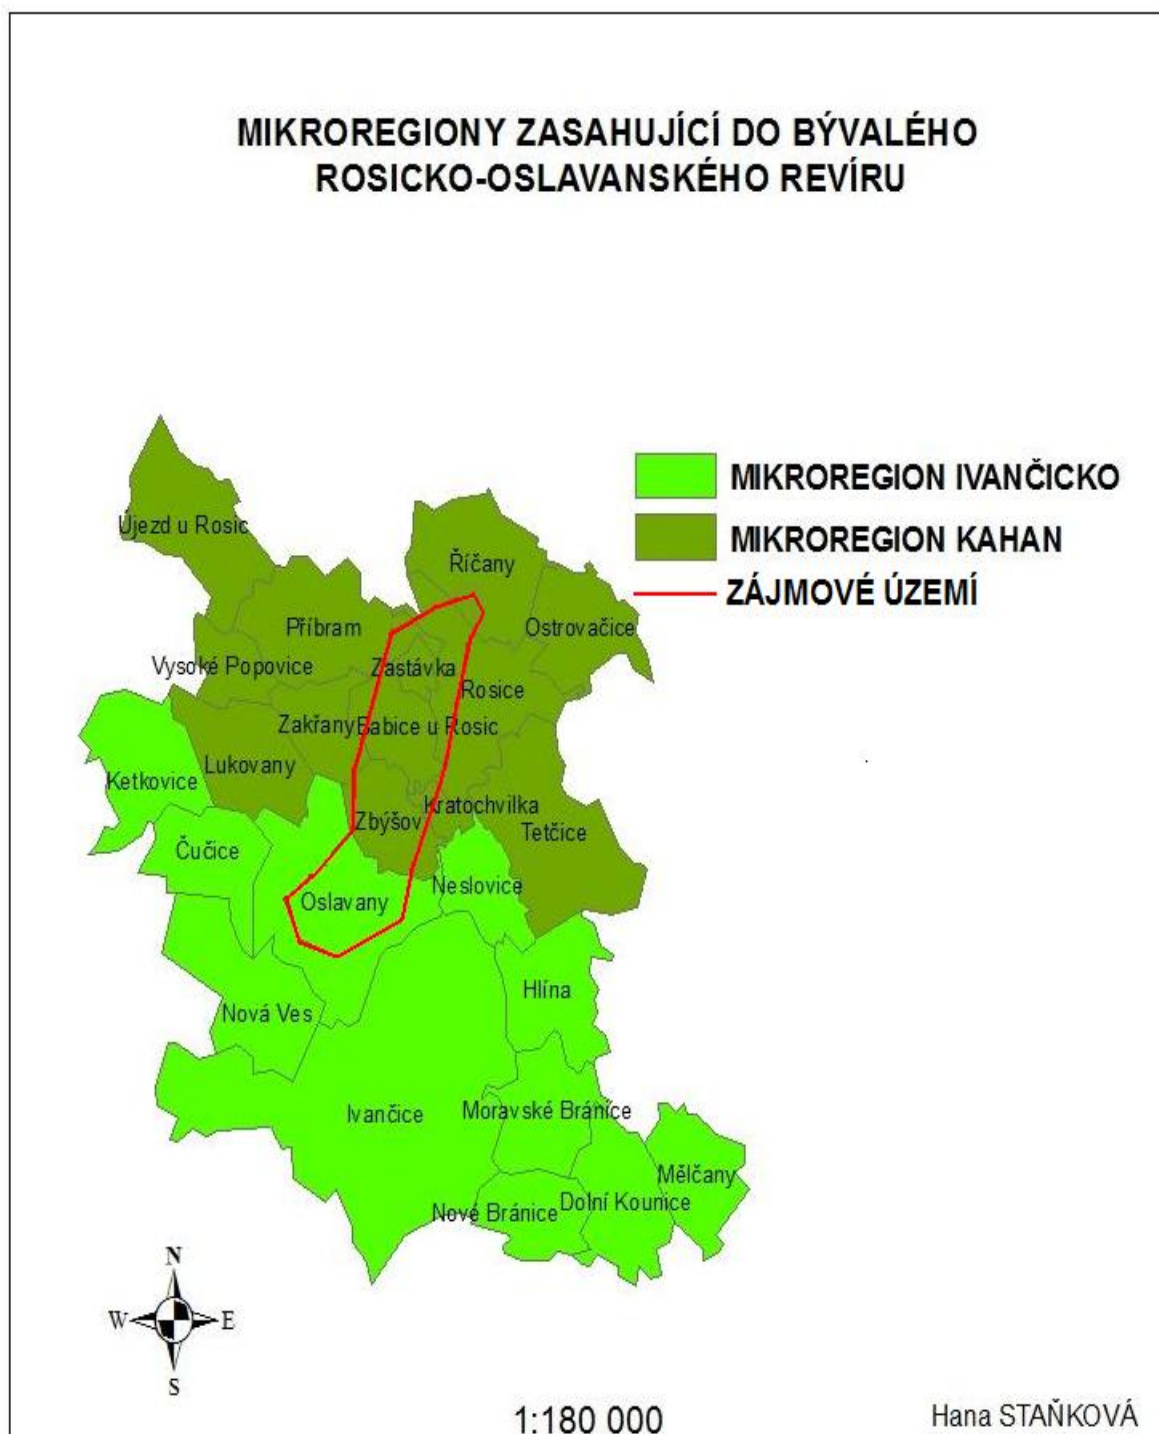 MIKROREGIONY ZASAHUJÍCÍ DO BÝVALÉHO
ROSICKO-OSLAVANSKÉHO REVÍRU
MIKROREGION IVANČICKO
MIKROREGION KAHAN
ZÁJMOVÉ ÚZEMÍ
Újezd u Rosic
Říčany
Příbram
Ostrovačice
Vysoké Popovice
Zastávka
Rosice
Zakřany
Babice u Rosic
Lukovany
Ketkovice
Kratochvilka
Zbýšov
Tetčice
Čučice
Neslovice
Oslavany
Hlína
Nová Ves
Ivančice
Moravské Bránice
Mělčany
Dolní Kounice
Nové Bránice
N
W
E
S
1:180 000
Hana STAŇKOVÁ